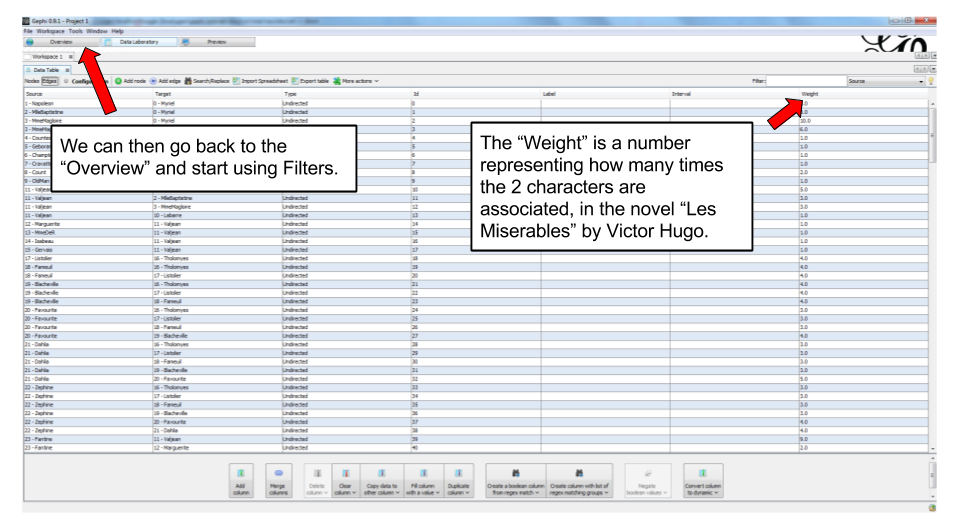 Gephi 0.9.1 - Project 1
File Workspace Tools Window Help
Overview Data Laboratory Preview
Workspace 1
Data Table
Nodes Edges Add node Add edge Search/Replace Import Spreadsheet Export table More actions Filter: Source
Source Target Type Id Label Interval Weight
1 - Napoleon 0 - Myriel Undirected 0
2 - MlleBaptistine 0 - Myriel Undirected 1
3 - MmeMagloire 0 - Myriel Undirected 2 10.0
3 6.0
4 1.0
5 1.0
6 1.0
7 1.0
8 - Count 8 2.0
9 - OldMan 9 1.0
11 - Valjean 10 5.0
11 - Valjean 2 - MlleBaptistine Undirected 11 3.0
11 - Valjean 3 - MmeMagloire Undirected 12 3.0
11 - Valjean 10 - Labarre Undirected 13 1.0
12 - Marguerite 11 - Valjean Undirected 14 1.0
13 - MmeDeR 11 - Valjean Undirected 15 1.0
14 - Isabeau 11 - Valjean Undirected 16 1.0
15 - Gervais 11 - Valjean Undirected 17 1.0
17 - Listolier 16 - Tholomyes Undirected 18 4.0
18 - Fameuil 16 - Tholomyes Undirected 19 4.0
18 - Fameuil 17 - Listolier Undirected 20 4.0
19 - Blacheville 16 - Tholomyes Undirected 21 4.0
19 - Blacheville 17 - Listolier Undirected 22 4.0
19 - Blacheville 18 - Fameuil Undirected 23 4.0
20 - Favourite 16 - Tholomyes Undirected 24 3.0
20 - Favourite 17 - Listolier Undirected 25 3.0
20 - Favourite 18 - Fameuil Undirected 26 3.0
20 - Favourite 19 - Blacheville Undirected 27 4.0
21 - Dahlia 16 - Tholomyes Undirected 28 3.0
21 - Dahlia 17 - Listolier Undirected 29 3.0
21 - Dahlia 18 - Fameuil Undirected 30 3.0
21 - Dahlia 19 - Blacheville Undirected 31 3.0
21 - Dahlia 20 - Favourite Undirected 32 5.0
22 - Zephine 16 - Tholomyes Undirected 33 3.0
22 - Zephine 17 - Listolier Undirected 34 3.0
22 - Zephine 18 - Fameuil Undirected 35 3.0
22 - Zephine 19 - Blacheville Undirected 36 3.0
22 - Zephine 20 - Favourite Undirected 37 4.0
22 - Zephine 21 - Dahlia Undirected 38 4.0
23 - Fantine 11 - Valjean Undirected 39 9.0
23 - Fantine 12 - Marguerite Undirected 40 2.0
We can then go back to the
“Overview” and start using Filters.
The “Weight” is a number
representing how many times
the 2 characters are
associated, in the novel “Les
Miserables” by Victor Hugo.
Add column
Merge columns
Delete column
Clear column
Copy data to other column
Fill column with a value
Duplicate column
Create a boolean column from regex match
Create column with list of regex matching groups
Negate boolean values
Convert column to dynamic